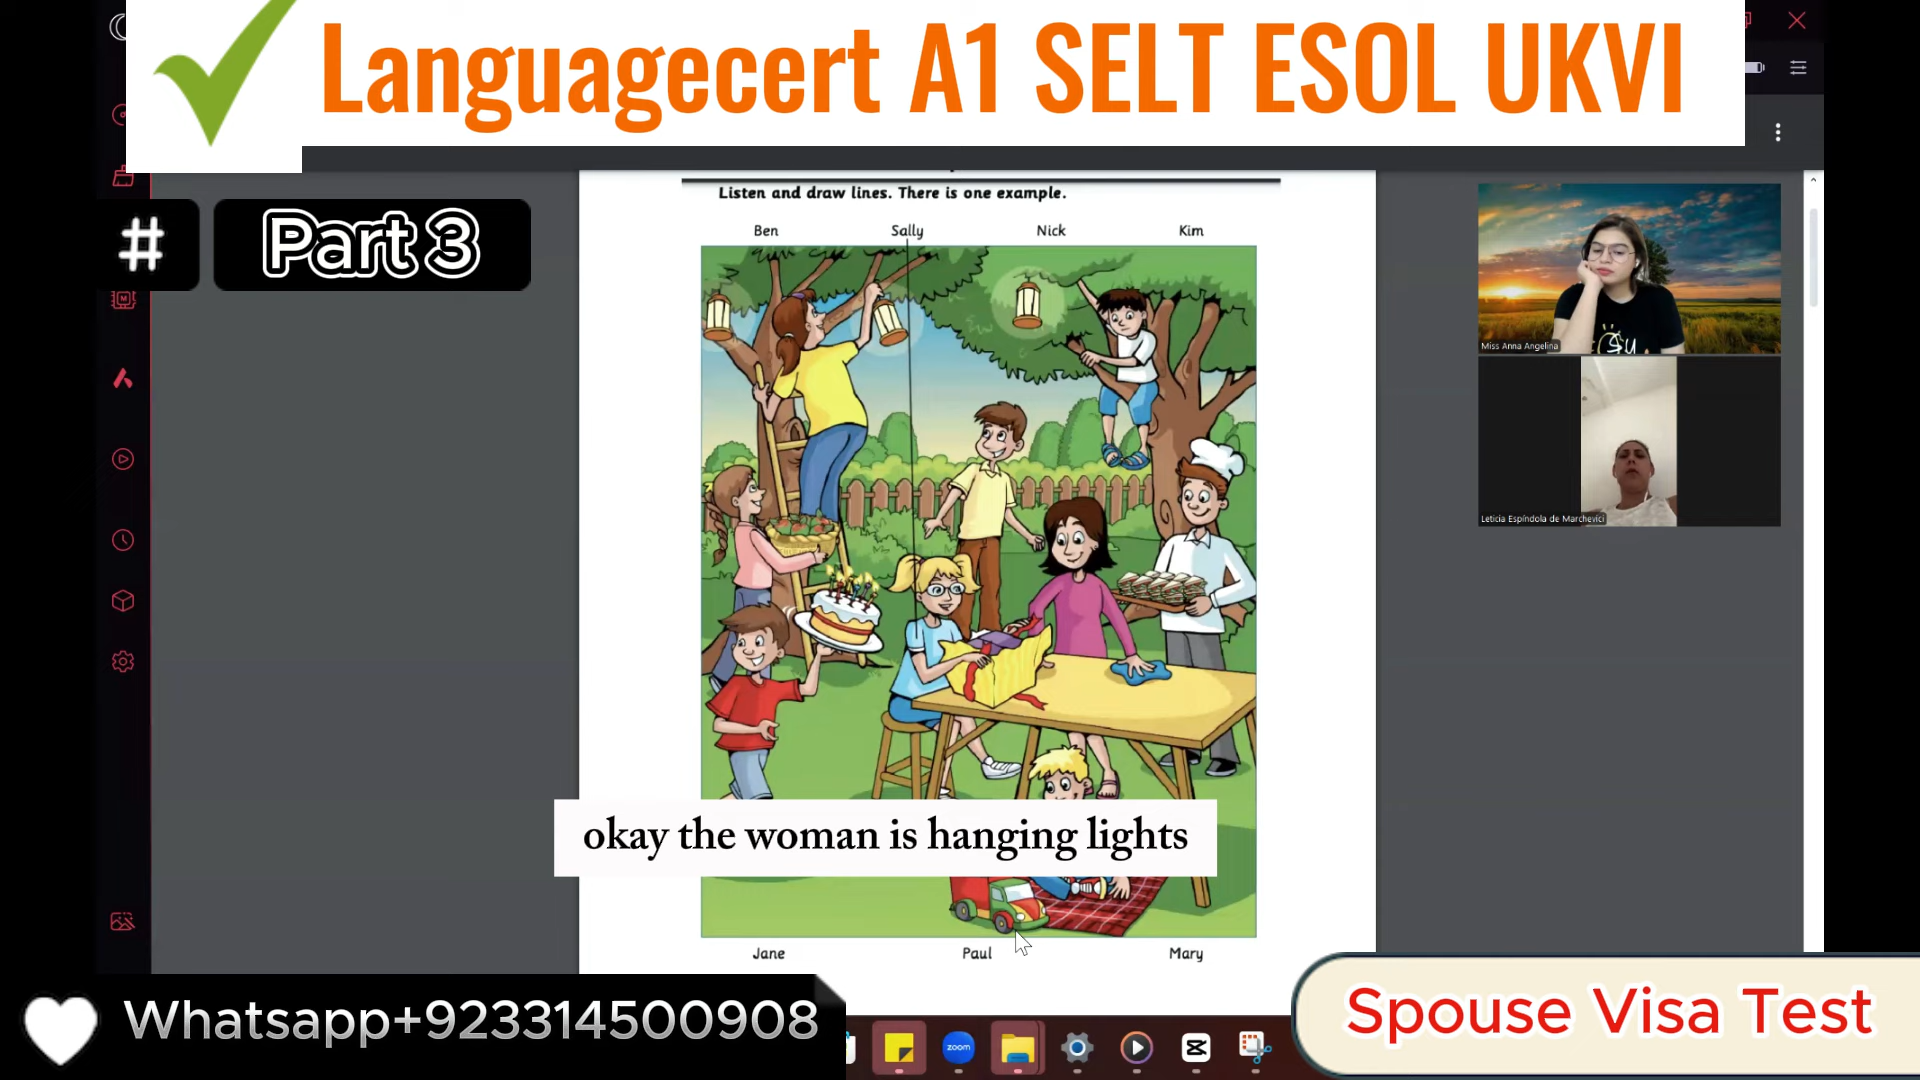 Languagecert A1 SELT ESOL UKVI
# Part 3
Listen and draw lines. There is one example.
Ben Sally Nick Kim
Miss Anna Angelina
Leticia Espíndola de Marchevici
okay the woman is hanging lights
Jane Paul Mary
Whatsapp+923314500908
zoom
Spouse Visa Test